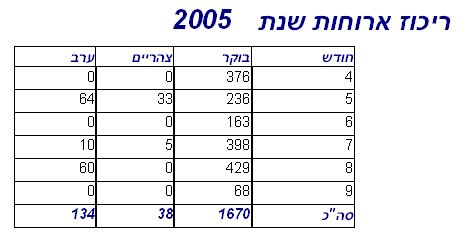 ריכוז ארוחות שנת 2005
חודש בוקר צהריים ערב
4 376 0 0
5 236 33 64
6 163 0 0
7 398 5 10
8 429 0 60
9 68 0 0
סה"כ 1670 38 134